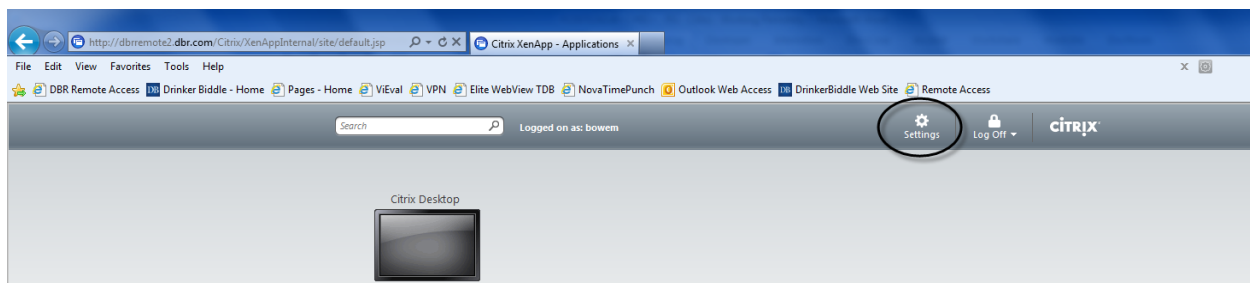 http://dbrremote2.dbr.com/Citrix/XenAppInternal/site/default.jsp Citrix XenApp - Applications
File Edit View Favorites Tools Help x
DBR Remote Access DB Drinker Biddle - Home Pages - Home ViEval VPN Elite WebView TDB NovaTimePunch Outlook Web Access DB DrinkerBiddle Web Site Remote Access
Search Logged on as: bowem Settings Log Off CITRIX
Citrix Desktop